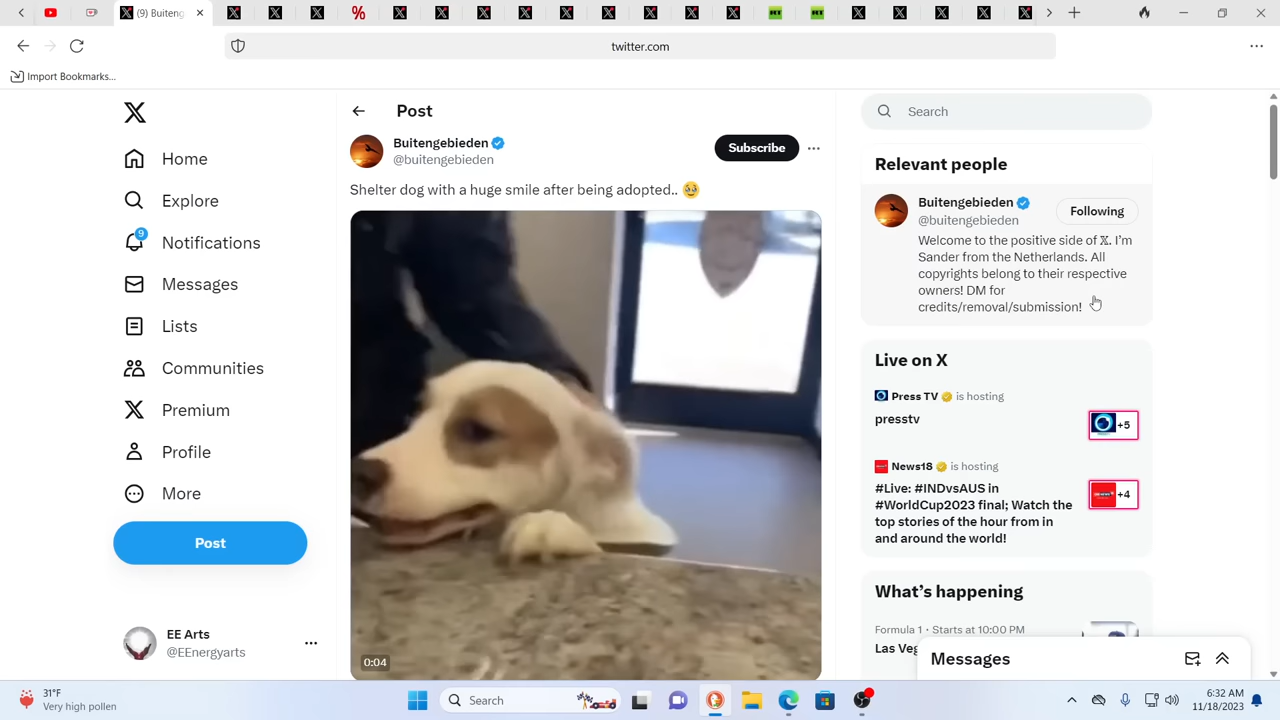 (9) Buiteng
twitter.com
Import Bookmarks...
Home
Explore
9
Notifications
Messages
Lists
Communities
Premium
Profile
More
Post
EE Arts
@EEnergyarts
Post
Buitengebieden
@buitengebieden
Subscribe
Shelter dog with a huge smile after being adopted.. 🥹
0:04
Search
Relevant people
Buitengebieden
@buitengebieden
Following
Welcome to the positive side of 𝕏. I'm
Sander from the Netherlands. All
copyrights belong to their respective
owners! DM for
credits/removal/submission!
Live on X
Press TV is hosting
presstv
+5
News18 is hosting
#Live: #INDvsAUS in
#WorldCup2023 final; Watch the
top stories of the hour from in
and around the world!
+4
What's happening
Formula 1 · Starts at 10:00 PM
Las Veg
Messages
31°F
Very high pollen
Search
6:32 AM
11/18/2023